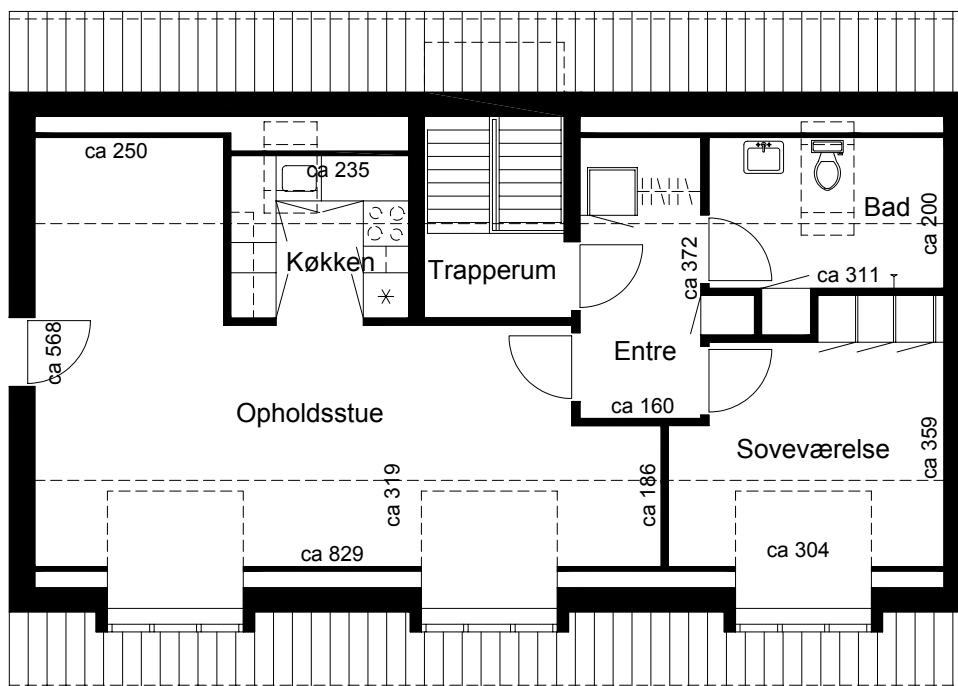 ca 250
ca 235
Køkken
Trapperum
Bad
ca 200
ca 372
ca 311
ca 568
Entre
ca 160
Opholdsstue
Soveværelse
ca 359
ca 319
ca 186
ca 829
ca 304